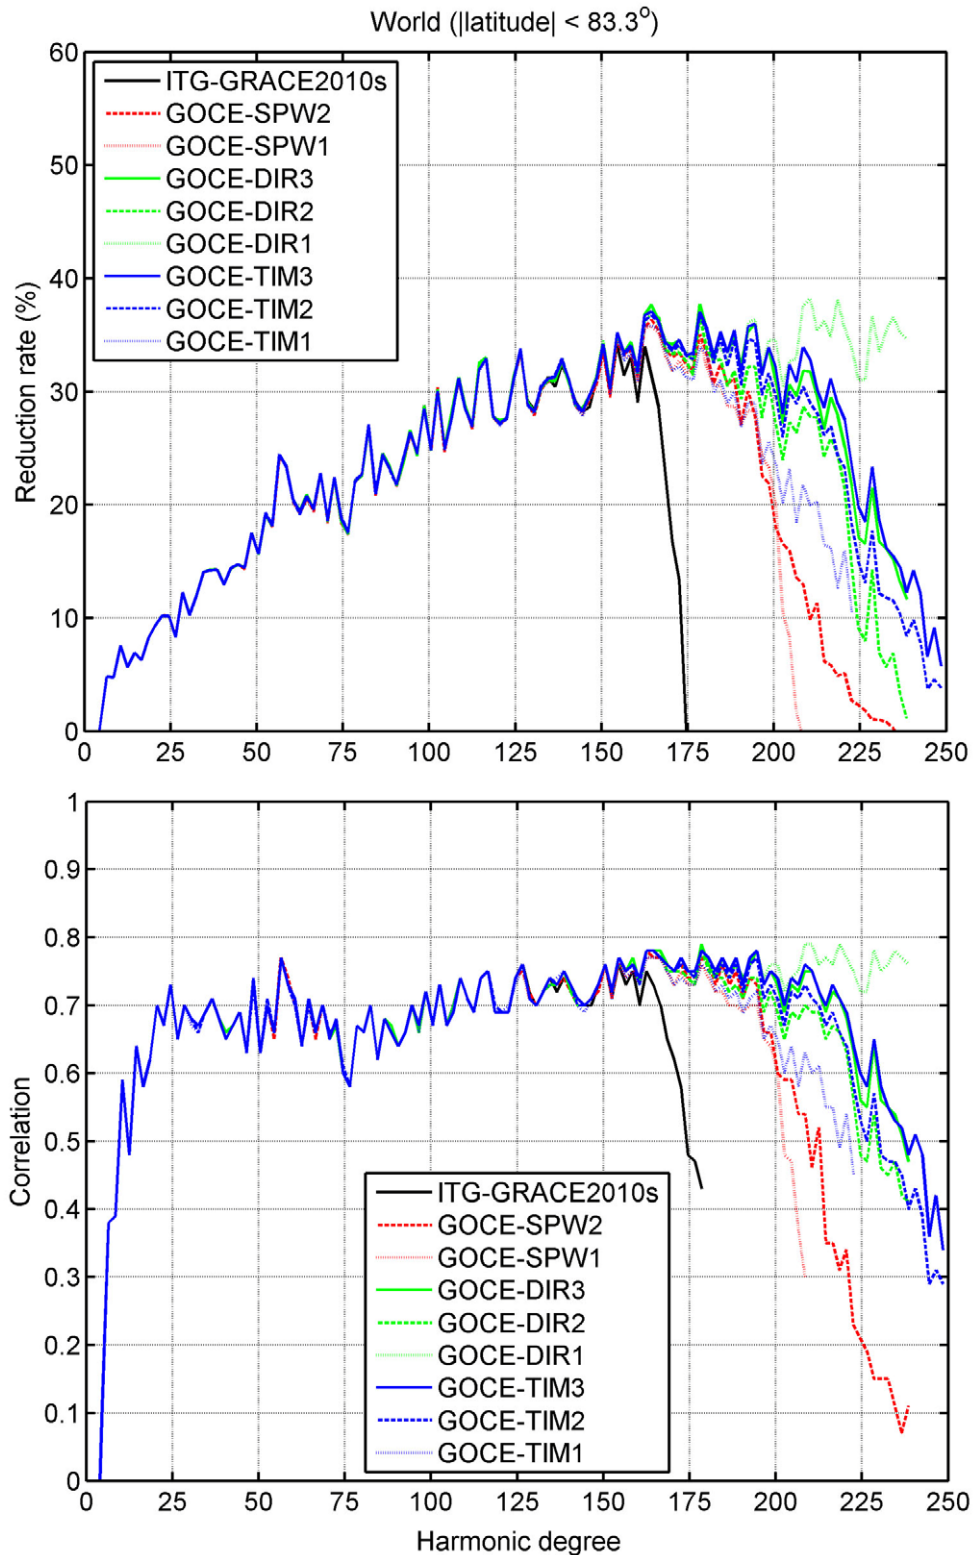 World (|latitude| < 83.3°)
60
50
40
30
20
10
0
Reduction rate (%)
ITG-GRACE2010s
GOCE-SPW2
GOCE-SPW1
GOCE-DIR3
GOCE-DIR2
GOCE-DIR1
GOCE-TIM3
GOCE-TIM2
GOCE-TIM1
0 25 50 75 100 125 150 175 200 225 250
1
0.9
0.8
0.7
0.6
0.5
0.4
0.3
0.2
0.1
0
Correlation
ITG-GRACE2010s
GOCE-SPW2
GOCE-SPW1
GOCE-DIR3
GOCE-DIR2
GOCE-DIR1
GOCE-TIM3
GOCE-TIM2
GOCE-TIM1
0 25 50 75 100 125 150 175 200 225 250
Harmonic degree